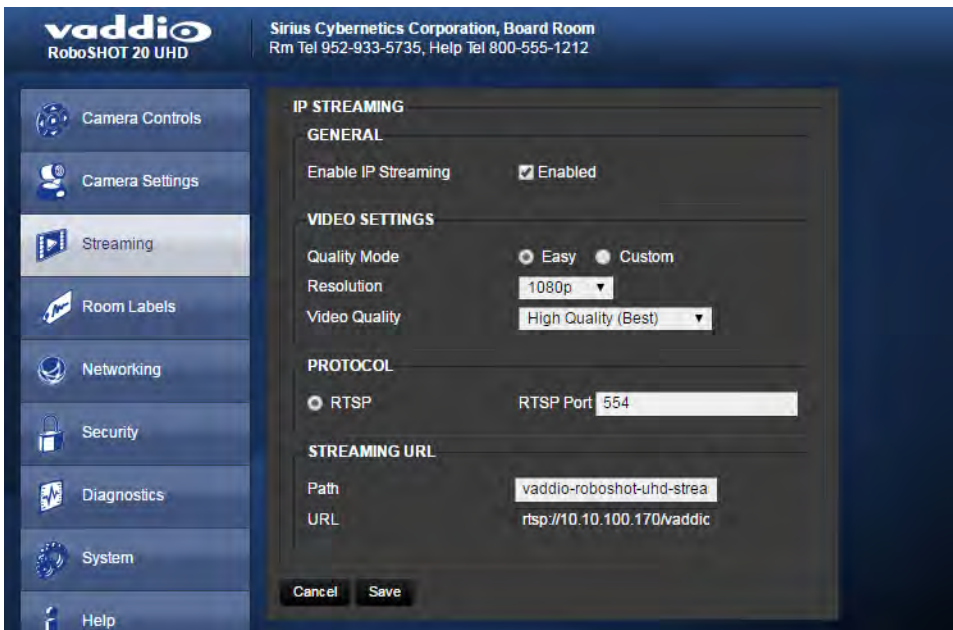 vaddio
RoboSHOT 20 UHD
Sirius Cybernetics Corporation, Board Room
Rm Tel 952-933-5735, Help Tel 800-555-1212
Camera Controls
Camera Settings
Streaming
Room Labels
Networking
Security
Diagnostics
System
Help
IP STREAMING
GENERAL
Enable IP Streaming Enabled
VIDEO SETTINGS
Quality Mode Easy Custom
Resolution 1080p
Video Quality High Quality (Best)
PROTOCOL
RTSP RTSP Port 554
STREAMING URL
Path vaddio-roboshot-uhd-strea
URL rtsp://10.10.100.170/vaddic
Cancel Save